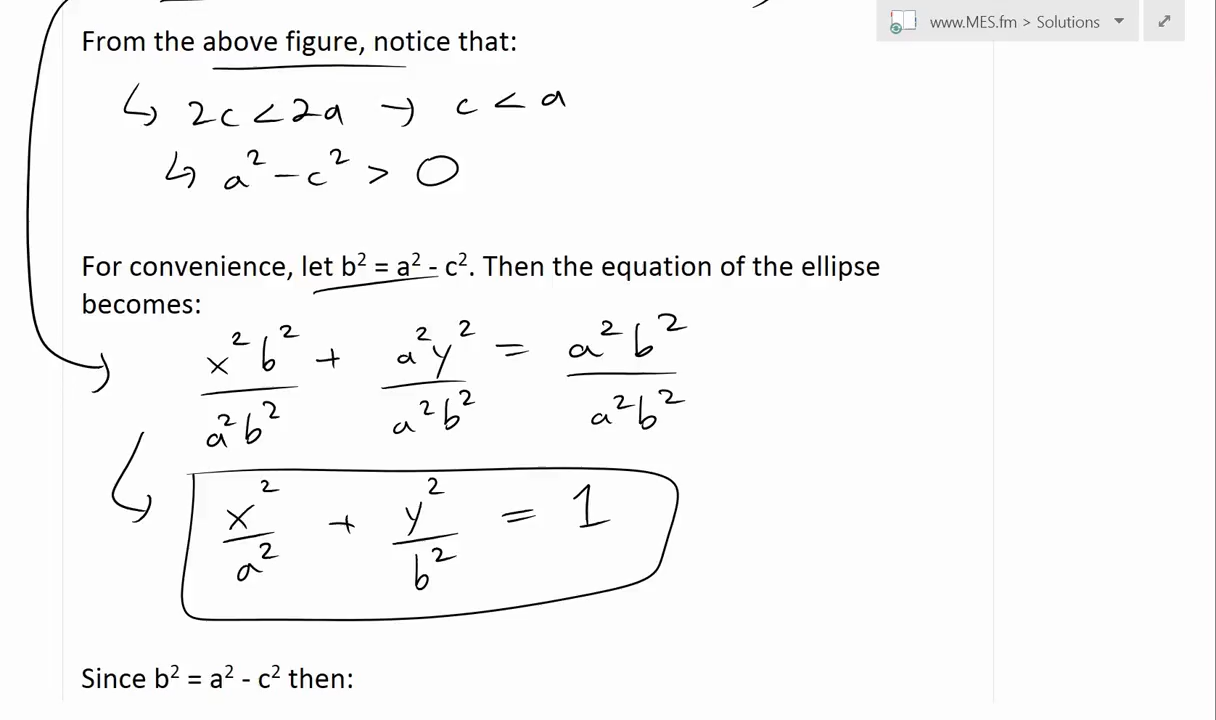 www.MES.fm > Solutions
From the above figure, notice that:
↳ 2c < 2a → c < a
↳ a² - c² > 0
For convenience, let b² = a² - c². Then the equation of the ellipse
becomes:
x²b²/a²b² + a²y²/a²b² = a²b²/a²b²
x²/a² + y²/b² = 1
Since b² = a² - c² then: